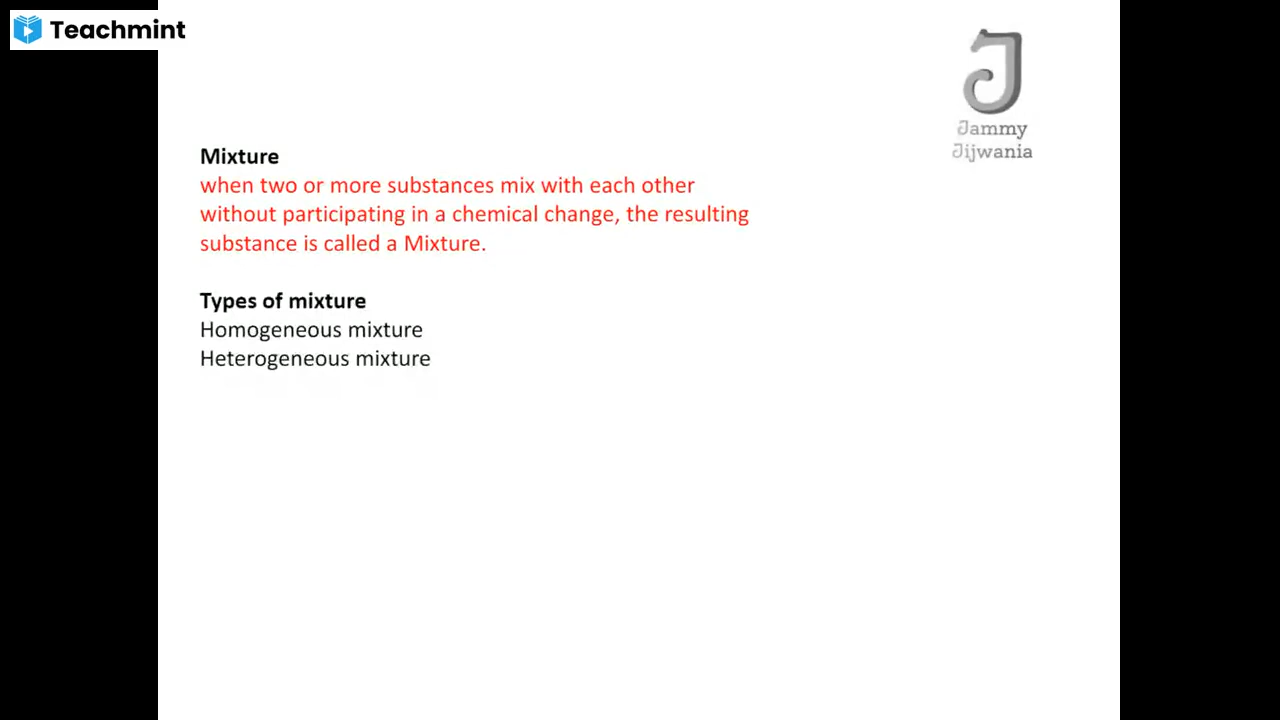 Teachmint
Jammy
Jijwania
Mixture
when two or more substances mix with each other
without participating in a chemical change, the resulting
substance is called a Mixture.
Types of mixture
Homogeneous mixture
Heterogeneous mixture